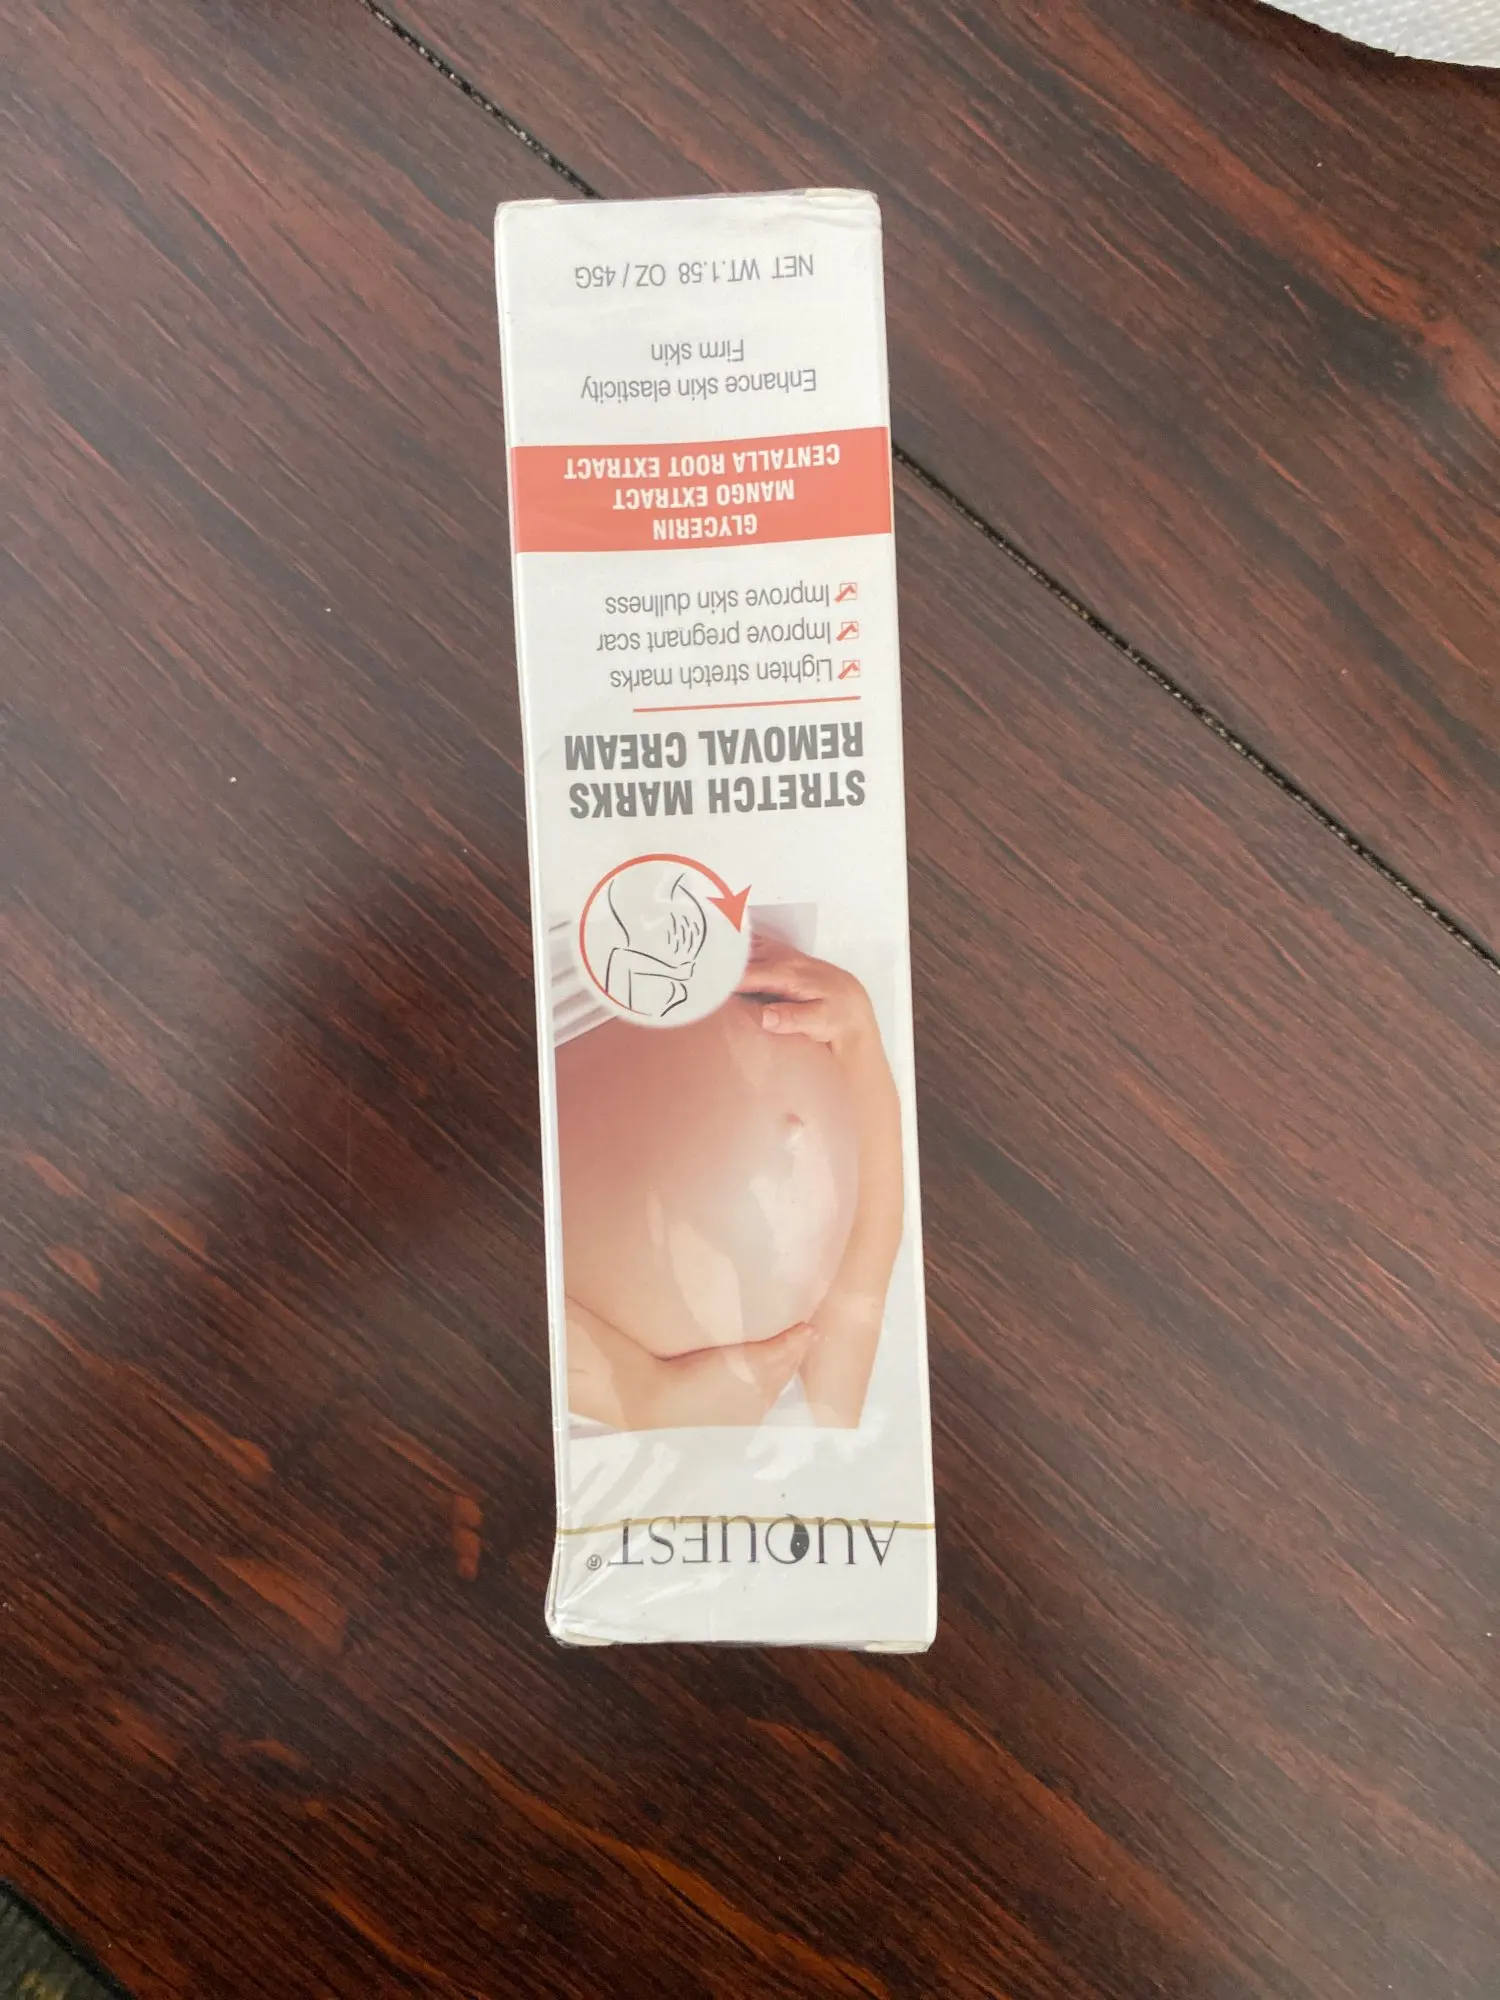 AUQUEST®
STRETCH MARKS
REMOVAL CREAM
Lighten stretch marks
Improve pregnant scar
Improve skin dullness
GLYCERIN
MANGO EXTRACT
CENTALLA ROOT EXTRACT
Enhance skin elasticity
Firm skin
NET WT.1.58 OZ / 45G